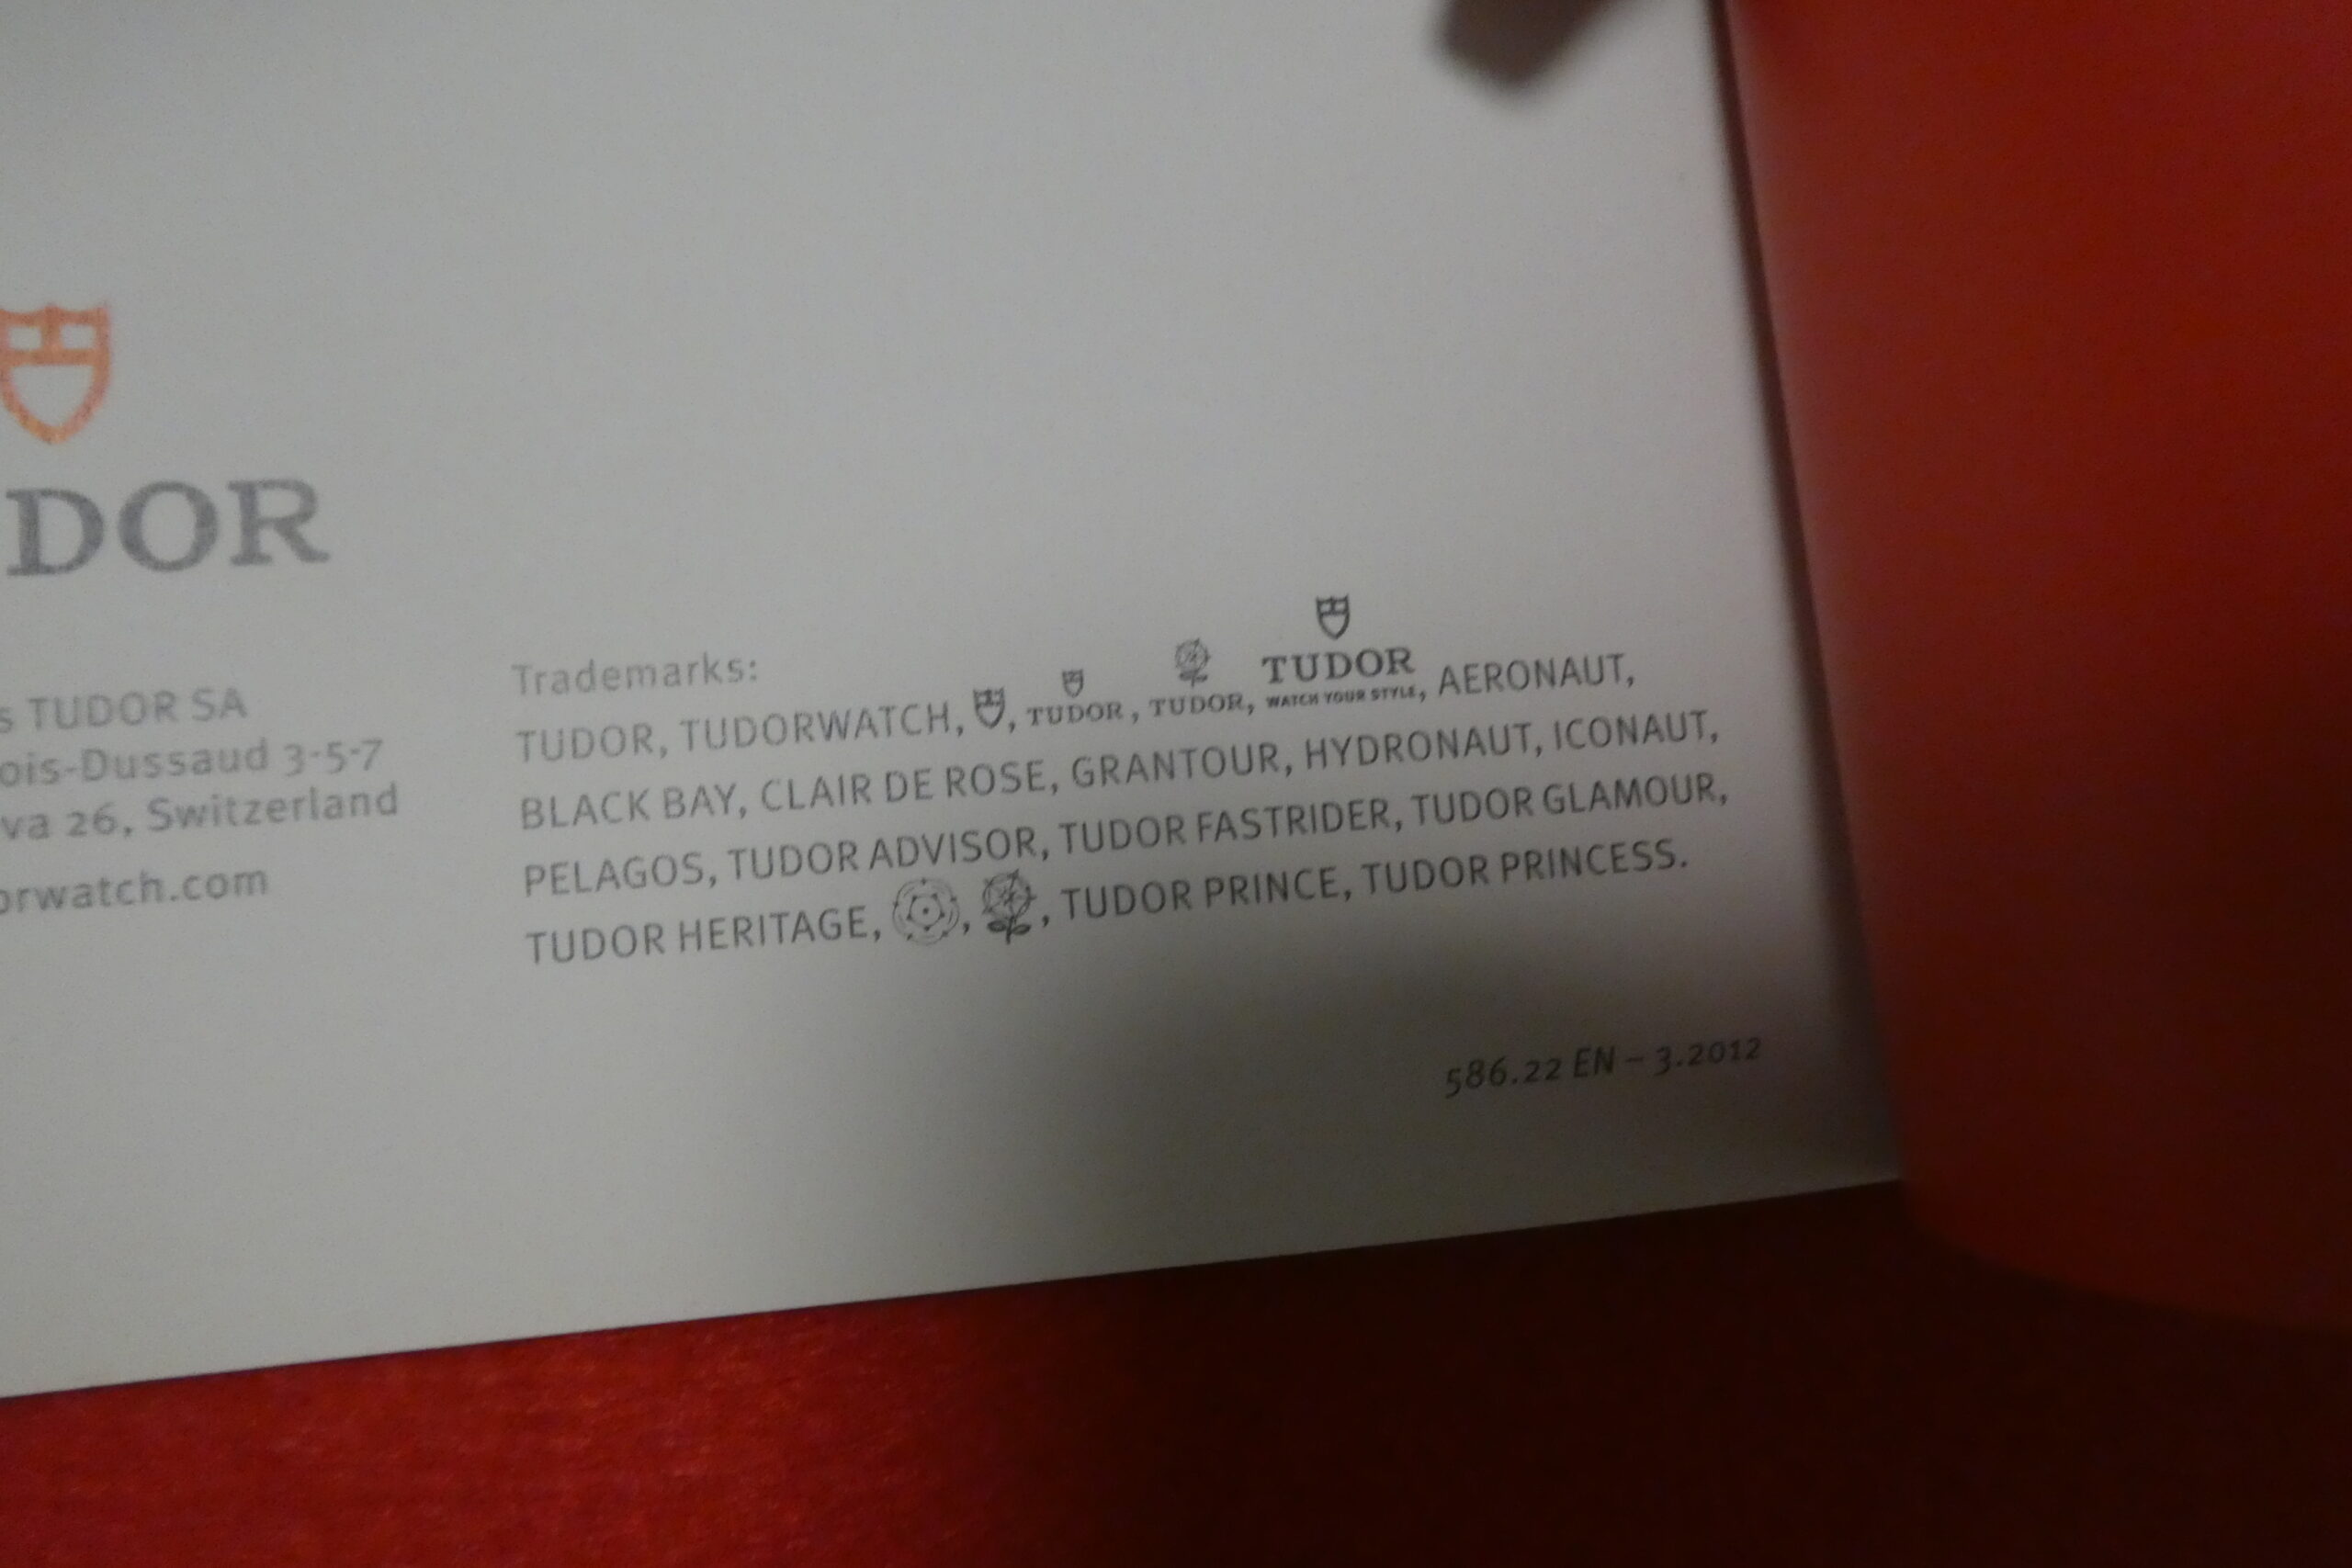 DOR
s TUDOR SA
ois-Dussaud 3-5-7
va 26, Switzerland
orwatch.com
Trademarks:
TUDOR, TUDORWATCH, , TUDOR, TUDOR, TUDOR WATCH YOUR STYLE, AERONAUT,
BLACK BAY, CLAIR DE ROSE, GRANTOUR, HYDRONAUT, ICONAUT,
PELAGOS, TUDOR ADVISOR, TUDOR FASTRIDER, TUDOR GLAMOUR,
TUDOR HERITAGE, , , TUDOR PRINCE, TUDOR PRINCESS.
586.22 EN – 3.2012